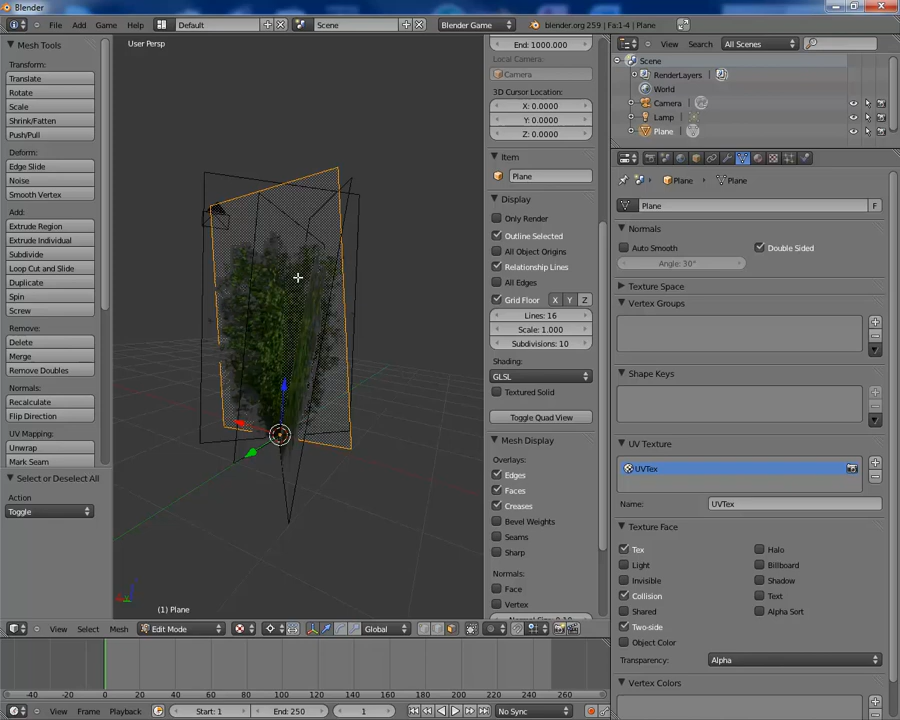 Blender
File Add Game Help Default Scene Blender Game blender.org 259 | Fa:1-4 | Plane
Mesh Tools
Transform:
Translate
Rotate
Scale
Shrink/Fatten
Push/Pull
Deform:
Edge Slide
Noise
Smooth Vertex
Add:
Extrude Region
Extrude Individual
Subdivide
Loop Cut and Slide
Duplicate
Spin
Screw
Remove:
Delete
Merge
Remove Doubles
Normals:
Recalculate
Flip Direction
UV Mapping:
Unwrap
Mark Seam
Select or Deselect All
Action
Toggle
User Persp
(1) Plane
End: 1000.000
Local Camera:
Camera
3D Cursor Location:
X: 0.0000
Y: 0.0000
Z: 0.0000
Item
Plane
Display
Only Render
Outline Selected
All Object Origins
Relationship Lines
All Edges
Grid Floor X Y Z
Lines: 16
Scale: 1.000
Subdivisions: 10
Shading:
GLSL
Textured Solid
Toggle Quad View
Mesh Display
Overlays:
Edges
Faces
Creases
Bevel Weights
Seams
Sharp
Normals:
Face
Vertex
View Search All Scenes
Scene
RenderLayers
World
Camera
Lamp
Plane
Plane Plane
Plane F
Normals
Auto Smooth Double Sided
Angle: 30°
Texture Space
Vertex Groups
Shape Keys
UV Texture
UVTex
Name: UVTex
Texture Face
Tex Halo
Light Billboard
Invisible Shadow
Collision Text
Shared Alpha Sort
Two-side
Object Color
Transparency: Alpha
Vertex Colors
View Select Mesh Edit Mode Global
-40 -20 0 20 40 60 80 100 120 140 160 180 200 220 240 260
View Frame Playback Start: 1 End: 250 1 No Sync